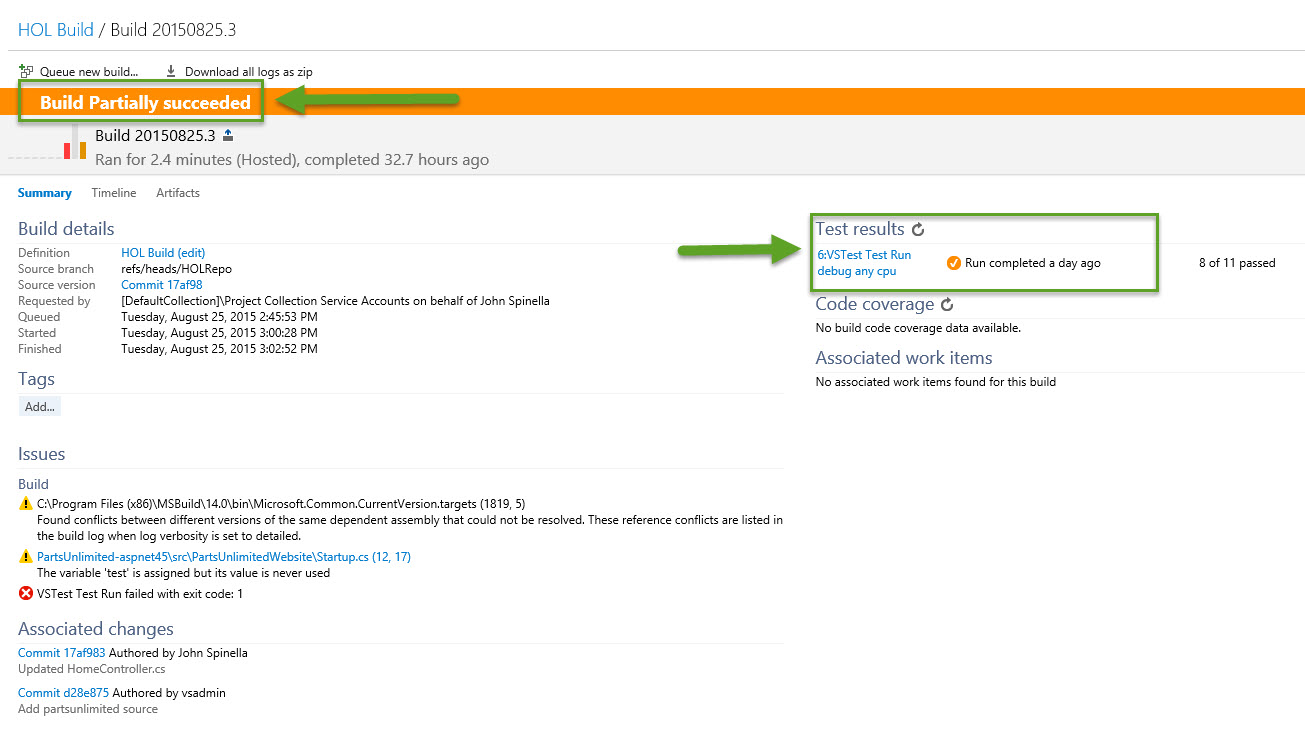 HOL Build / Build 20150825.3
Queue new build... Download all logs as zip
Build Partially succeeded
Build 20150825.3
Ran for 2.4 minutes (Hosted), completed 32.7 hours ago
Summary Timeline Artifacts
Build details
Definition HOL Build (edit)
Source branch refs/heads/HOLRepo
Source version Commit 17af98
Requested by [DefaultCollection]\Project Collection Service Accounts on behalf of John Spinella
Queued Tuesday, August 25, 2015 2:45:53 PM
Started Tuesday, August 25, 2015 3:00:28 PM
Finished Tuesday, August 25, 2015 3:02:52 PM
Tags
Add...
Issues
Build
C:\Program Files (x86)\MSBuild\14.0\bin\Microsoft.Common.CurrentVersion.targets (1819, 5)
Found conflicts between different versions of the same dependent assembly that could not be resolved. These reference conflicts are listed in
the build log when log verbosity is set to detailed.
PartsUnlimited-aspnet45\src\PartsUnlimitedWebsite\Startup.cs (12, 17)
The variable 'test' is assigned but its value is never used
VSTest Test Run failed with exit code: 1
Associated changes
Commit 17af983 Authored by John Spinella
Updated HomeController.cs
Commit d28e875 Authored by vsadmin
Add partsunlimited source
Test results
6:VSTest Test Run
debug any cpu
Run completed a day ago
8 of 11 passed
Code coverage
No build code coverage data available.
Associated work items
No associated work items found for this build